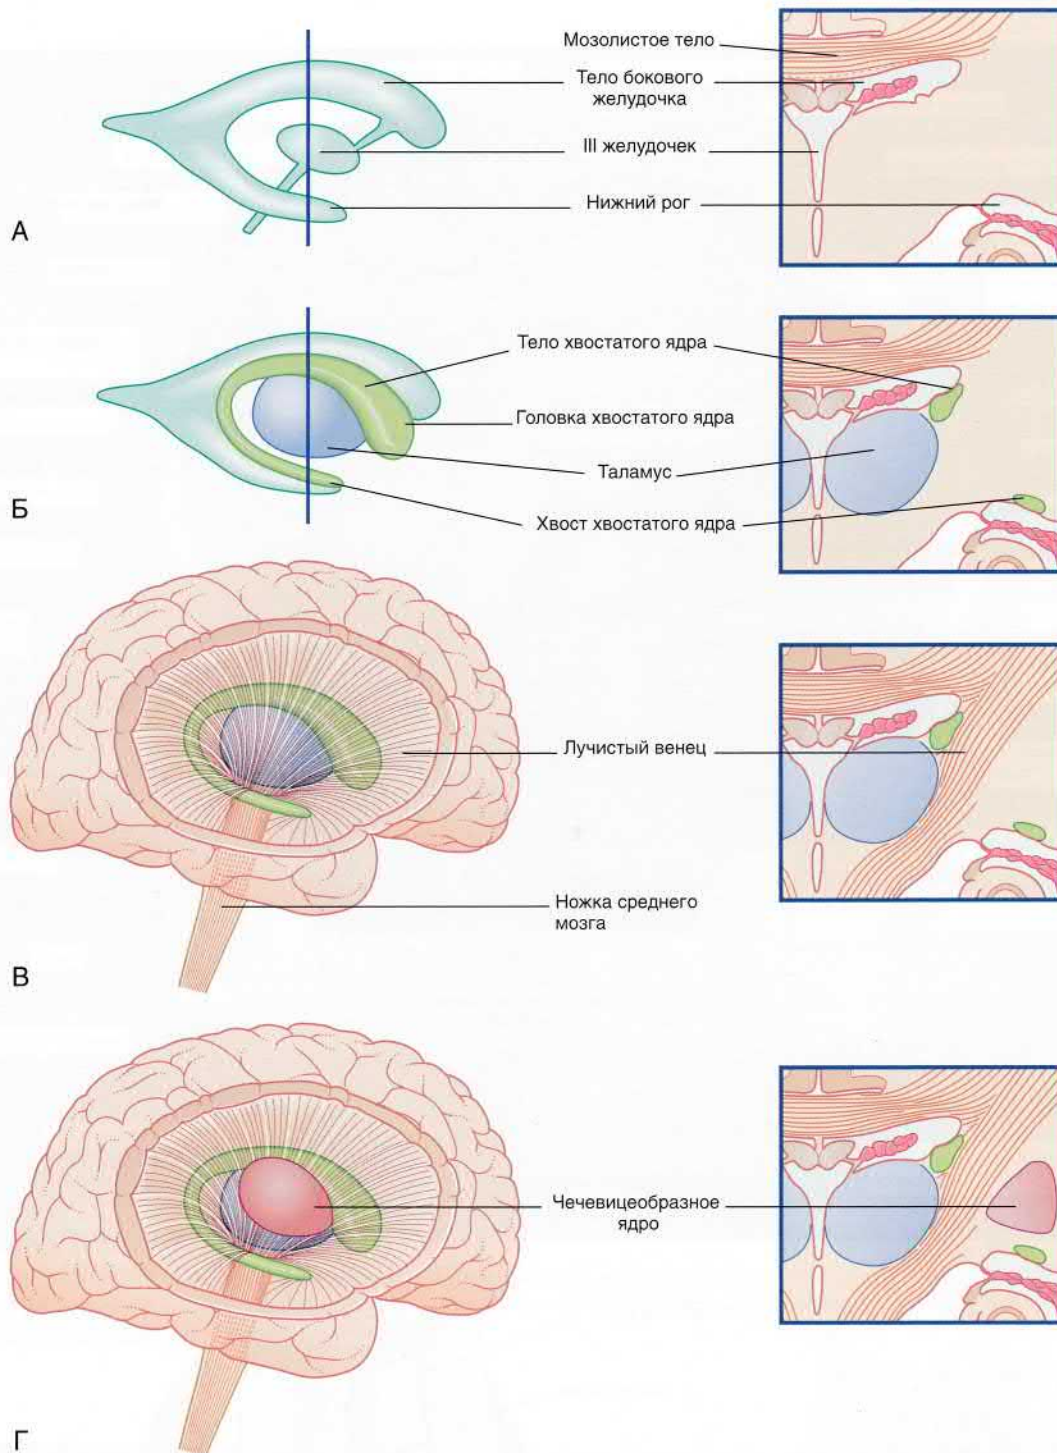 Мозолистое тело
Тело бокового
желудочка
III желудочек
Нижний рог
А
Тело хвостатого ядра
Головка хвостатого ядра
Таламус
Хвост хвостатого ядра
Б
Лучистый венец
Ножка среднего
мозга
В
Чечевицеобразное
ядро
Г